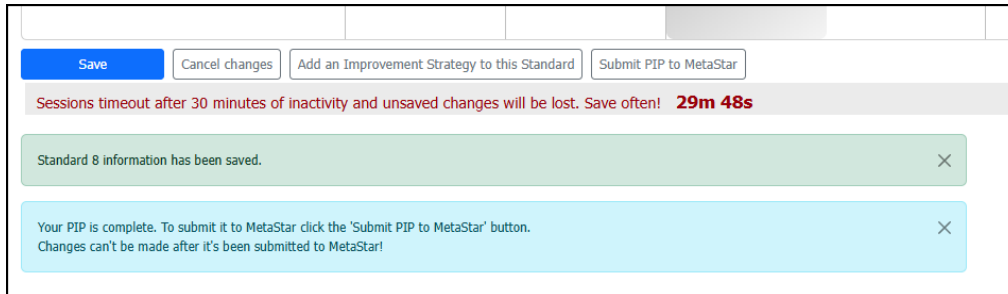 Save
Cancel changes
Add an Improvement Strategy to this Standard
Submit PIP to MetaStar
Sessions timeout after 30 minutes of inactivity and unsaved changes will be lost. Save often! 29m 48s
Standard 8 information has been saved.
Your PIP is complete. To submit it to MetaStar click the 'Submit PIP to MetaStar' button.
Changes can't be made after it's been submitted to MetaStar!